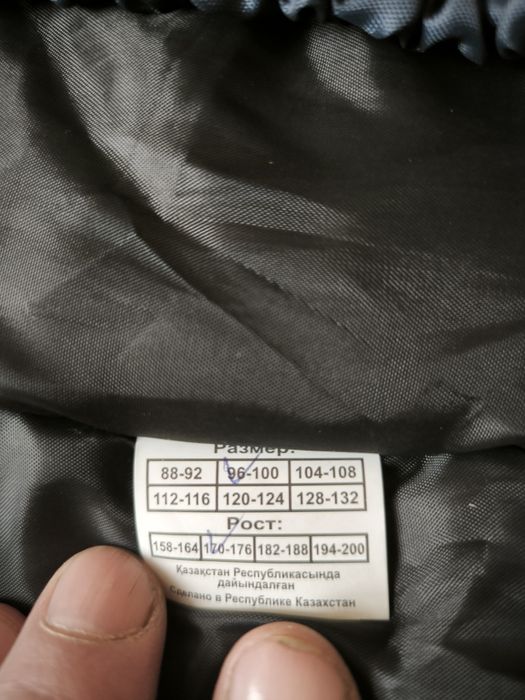 Размер:
88-92 96-100 104-108
112-116 120-124 128-132
Рост:
158-164 170-176 182-188 194-200
Қазақстан Республикасында
дайындалған
Сделано в Республике Казахстан